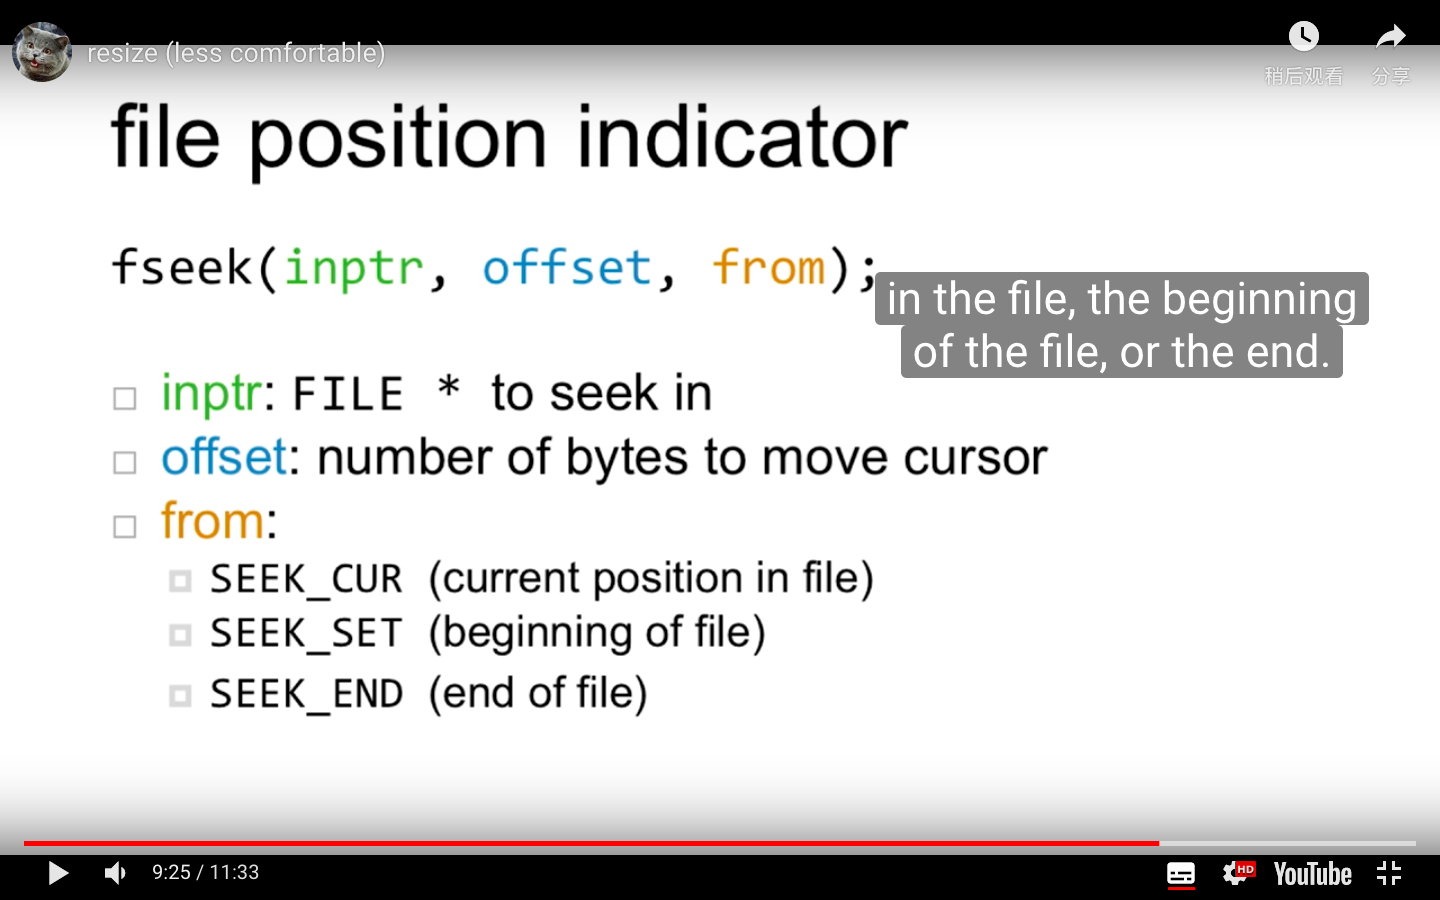 resize (less comfortable)
稍后观看
分享
file position indicator
fseek(inptr, offset, from);
in the file, the beginning
of the file, or the end.
inptr: FILE * to seek in
offset: number of bytes to move cursor
from:
SEEK_CUR (current position in file)
SEEK_SET (beginning of file)
SEEK_END (end of file)
9:25 / 11:33
HD
YouTube